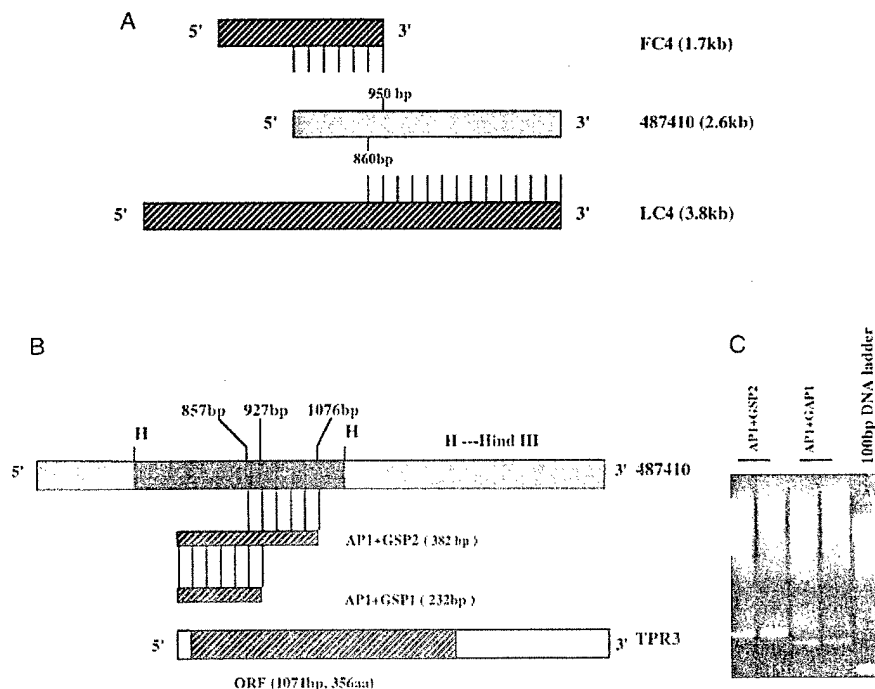 A
5' 3' FC4 (1.7kb)
950 bp
5' 3' 487410 (2.6kb)
860bp
5' 3' LC4 (3.8kb)
B
857bp 927bp 1076bp
H H H ---Hind III
5' 3' 487410
AP1+GSP2 ( 382 bp )
AP1+GSP1 ( 232bp)
5' 3' TPR3
ORF (1071bp, 356aa)
C
AP1+GSP2
AP1+GAP1
100bp DNA ladder